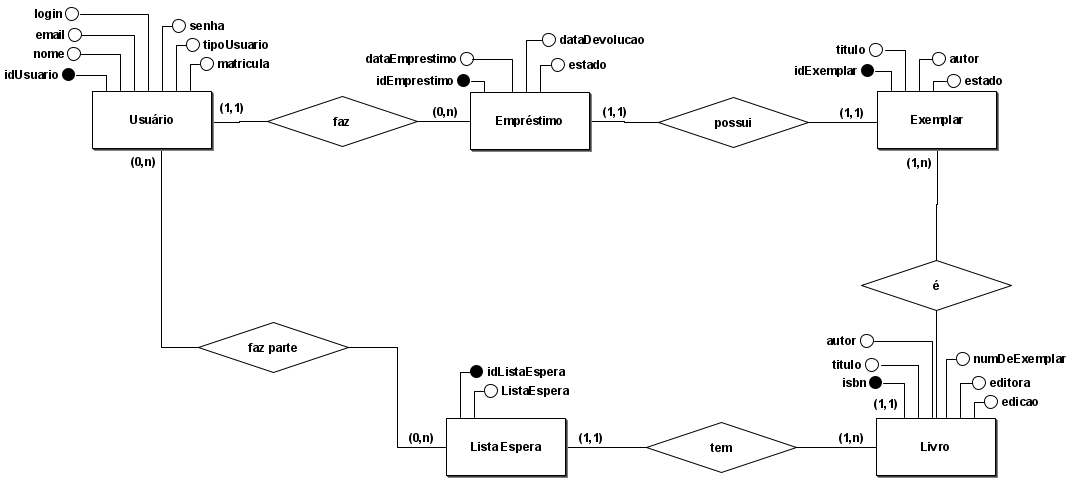 login
email
nome
idUsuario
senha
tipoUsuario
matricula
Usuário
(1,1)
faz
(0,n)
dataEmprestimo
idEmprestimo
dataDevolucao
estado
Empréstimo
(1,1)
possui
(1,1)
titulo
idExemplar
autor
estado
Exemplar
(0,n)
(1,n)
é
faz parte
autor
titulo
isbn
(1,1)
numDeExemplar
editora
edicao
idListaEspera
ListaEspera
(0,n)
Lista Espera
(1,1)
tem
(1,n)
Livro